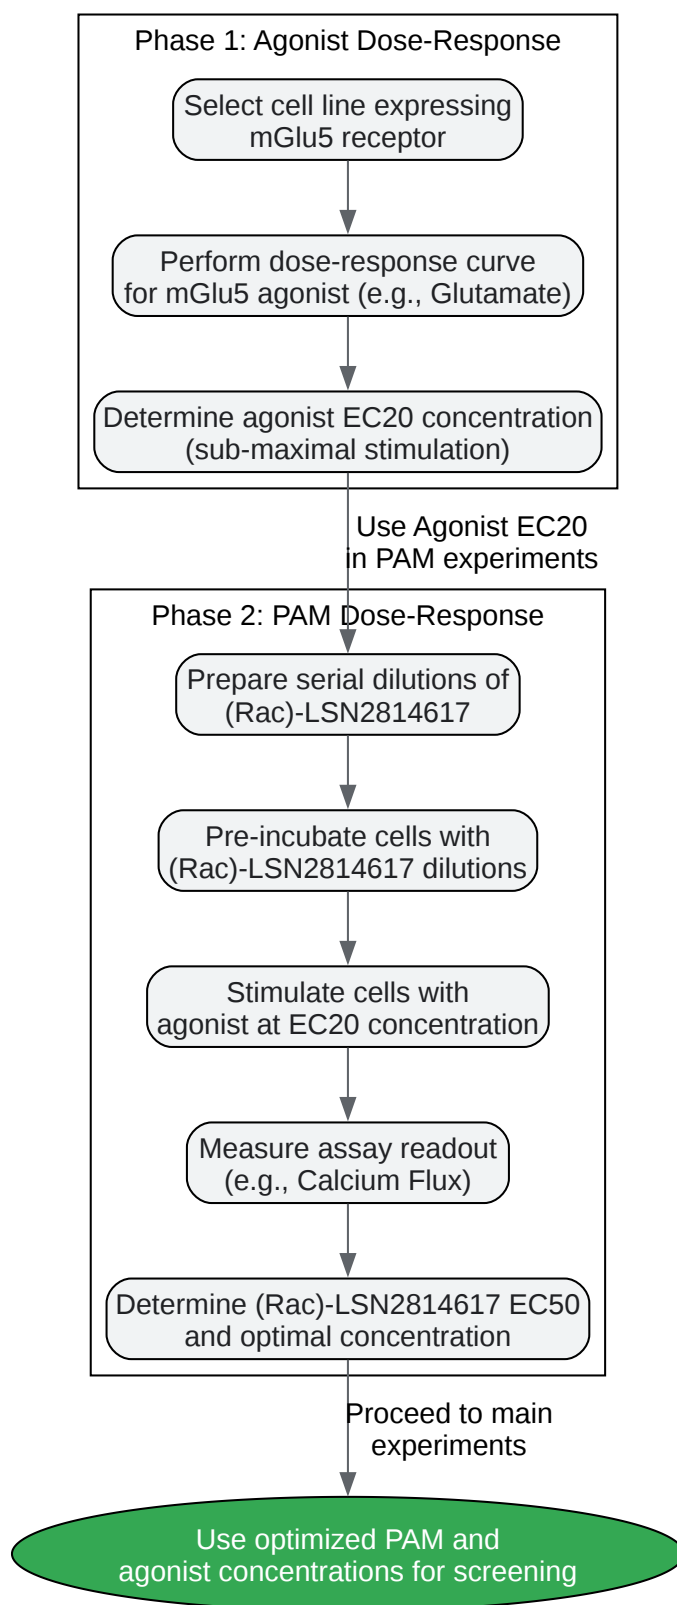 Phase 1: Agonist Dose-Response
Select cell line expressing
mGlu5 receptor
Perform dose-response curve
for mGlu5 agonist (e.g., Glutamate)
Determine agonist EC20 concentration
(sub-maximal stimulation)
Use Agonist EC20
in PAM experiments
Phase 2: PAM Dose-Response
Prepare serial dilutions of
(Rac)-LSN2814617
Pre-incubate cells with
(Rac)-LSN2814617 dilutions
Stimulate cells with
agonist at EC20 concentration
Measure assay readout
(e.g., Calcium Flux)
Determine (Rac)-LSN2814617 EC50
and optimal concentration
Proceed to main
experiments
Use optimized PAM and
agonist concentrations for screening